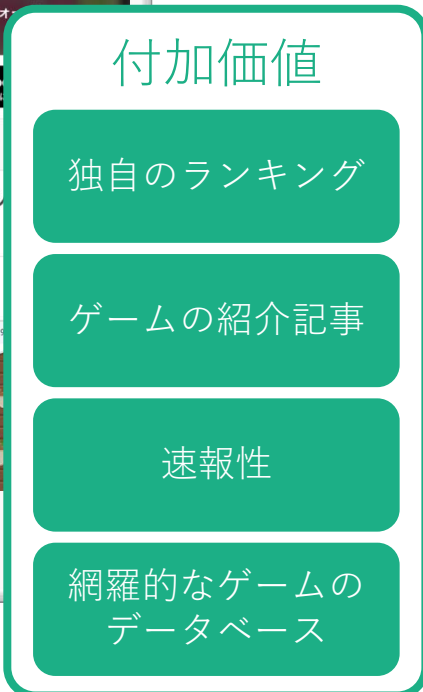 付加価値
独自のランキング
ゲームの紹介記事
速報性
網羅的なゲームの
データベース